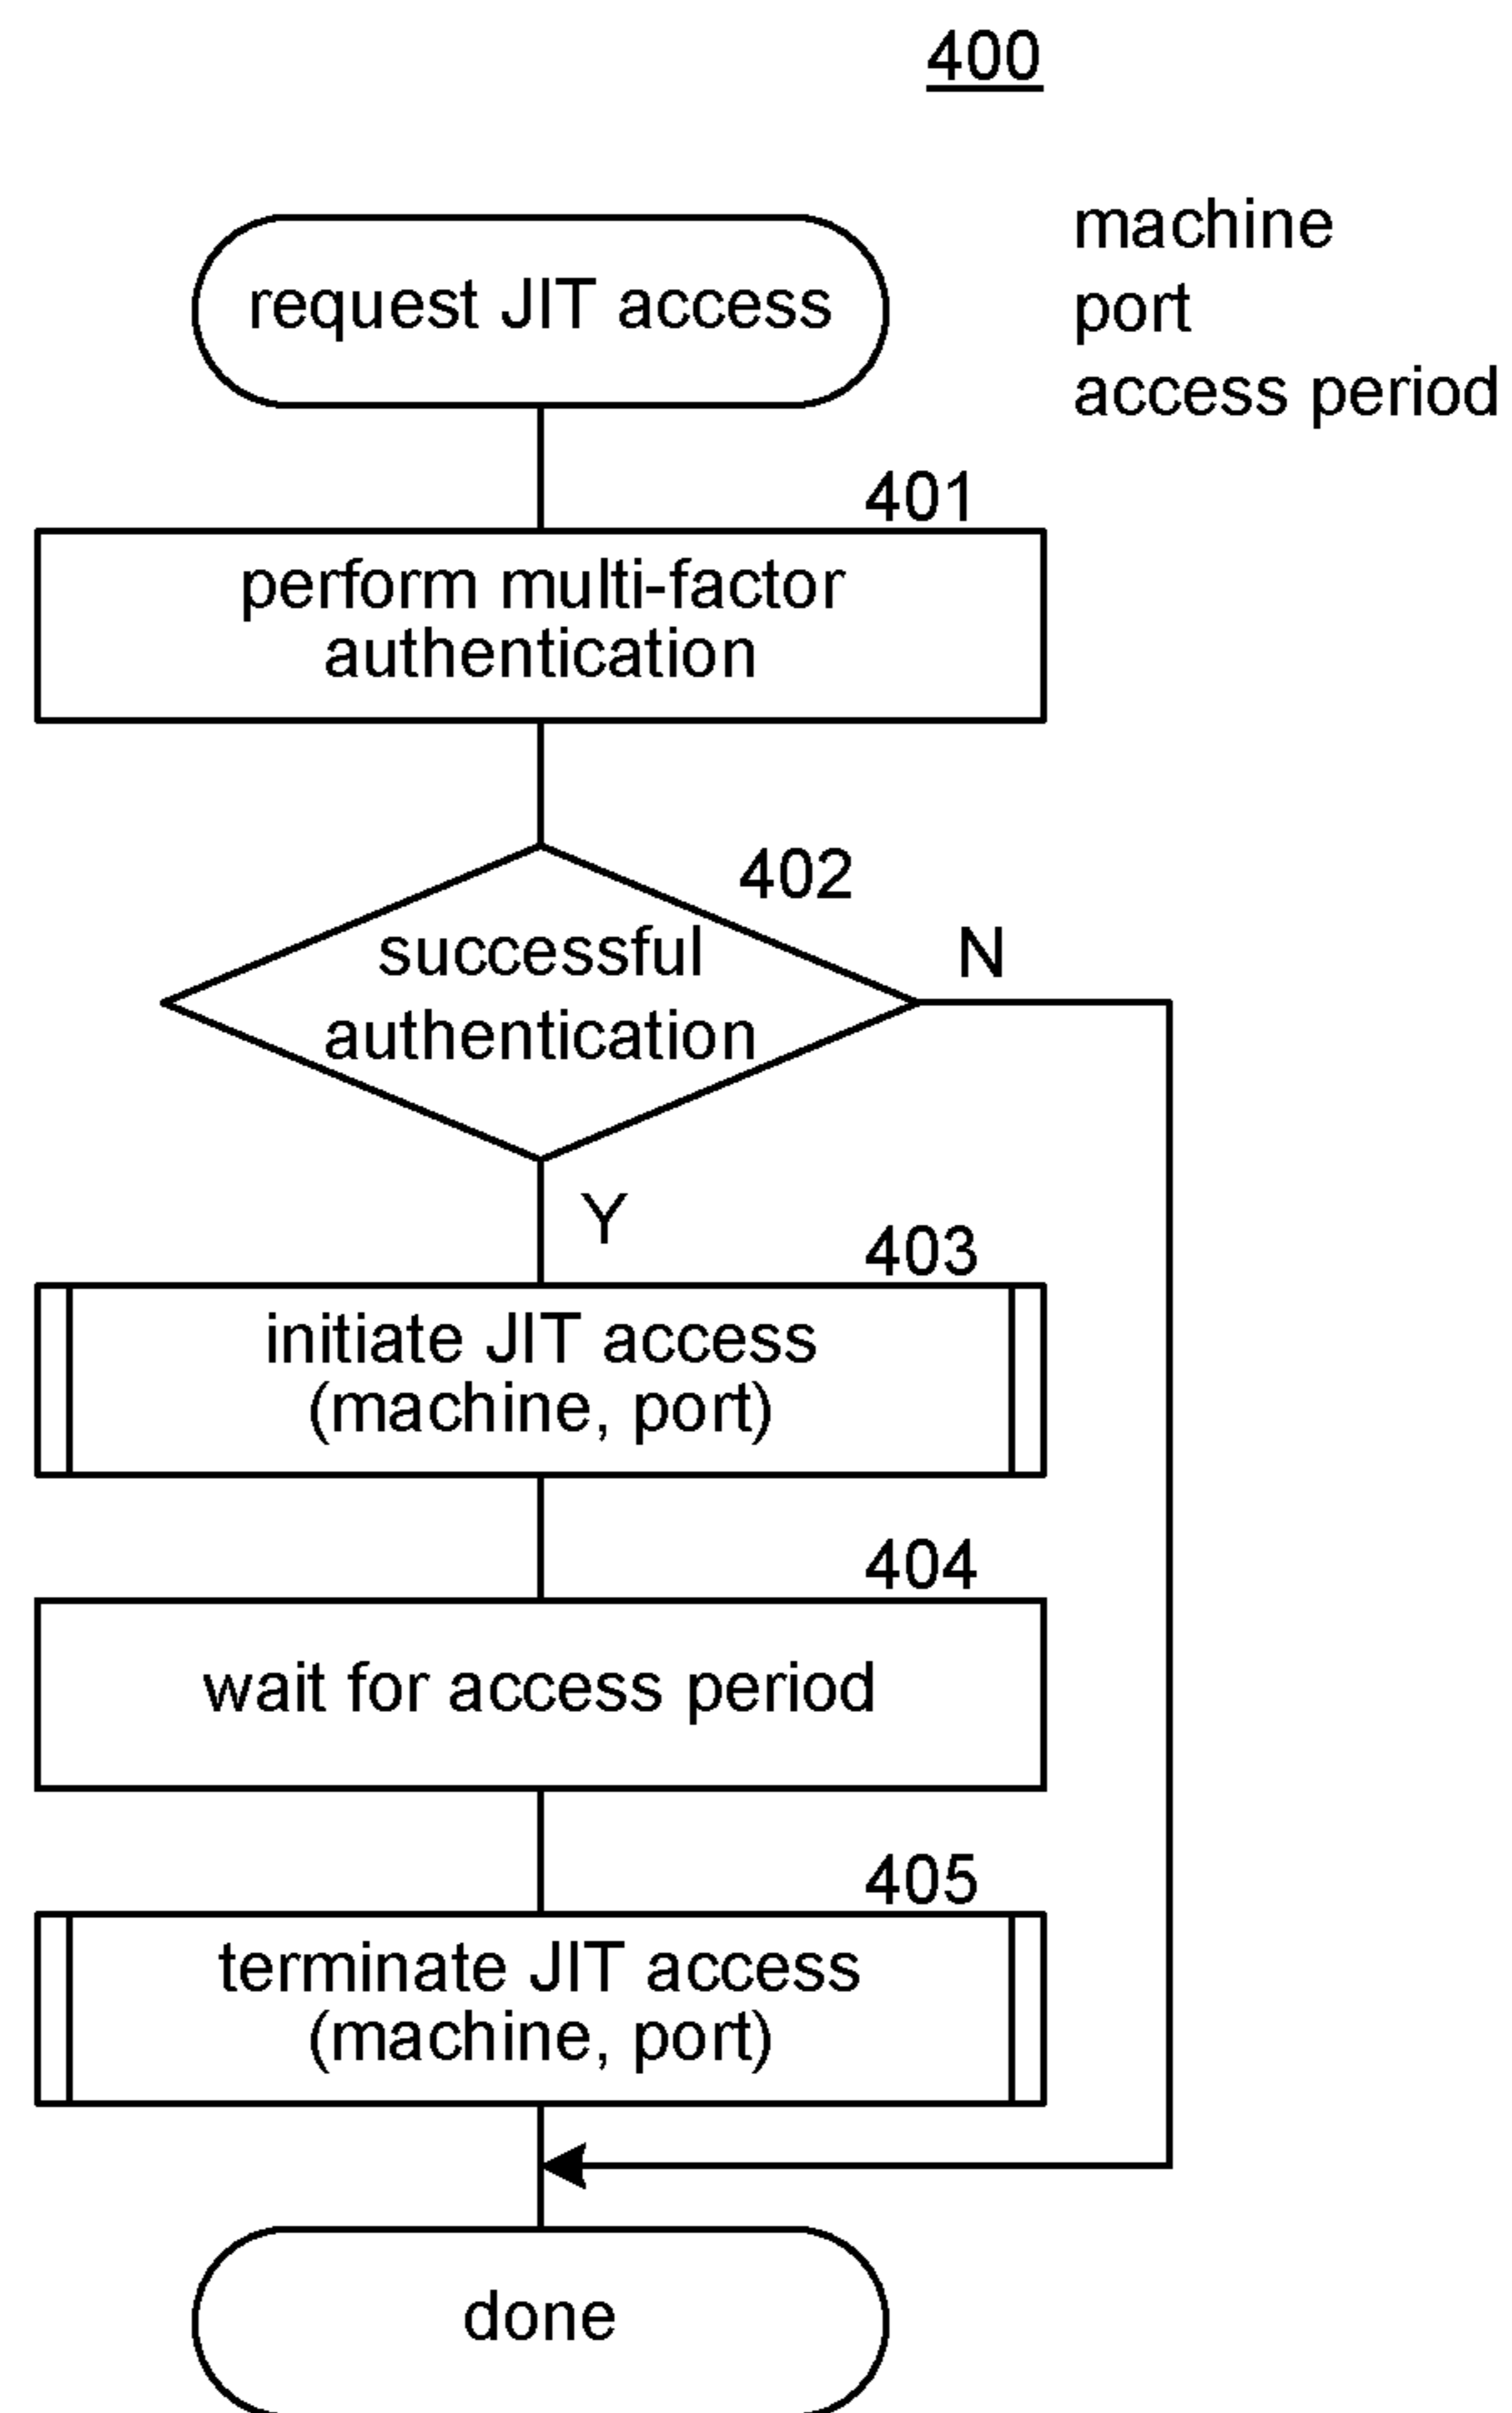 400
request JIT access
machine
port
access period
401
perform multi-factor
authentication
402
successful
authentication
N
Y
403
initiate JIT access
(machine, port)
404
wait for access period
405
terminate JIT access
(machine, port)
done